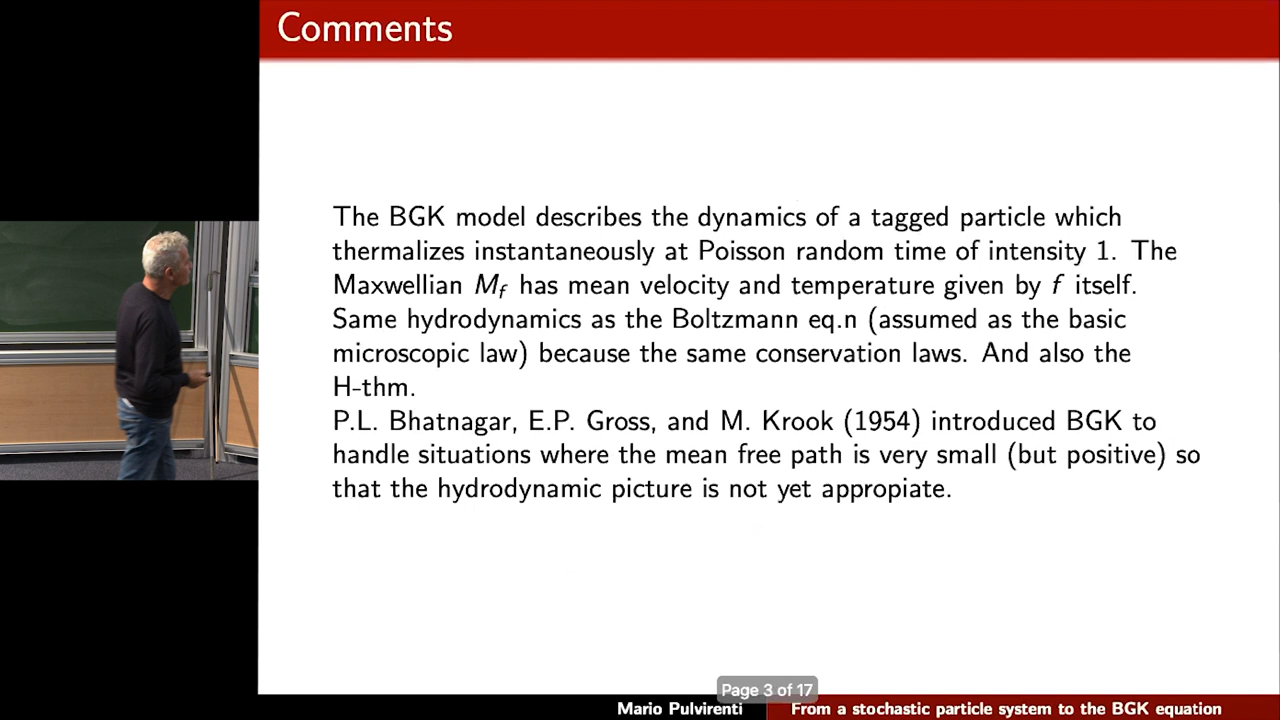 Comments
The BGK model describes the dynamics of a tagged particle which
thermalizes instantaneously at Poisson random time of intensity 1. The
Maxwellian M_f has mean velocity and temperature given by f itself.
Same hydrodynamics as the Boltzmann eq.n (assumed as the basic
microscopic law) because the same conservation laws. And also the
H-thm.
P.L. Bhatnagar, E.P. Gross, and M. Krook (1954) introduced BGK to
handle situations where the mean free path is very small (but positive) so
that the hydrodynamic picture is not yet appropiate.
Page 3 of 17
Mario Pulvirenti From a stochastic particle system to the BGK equation